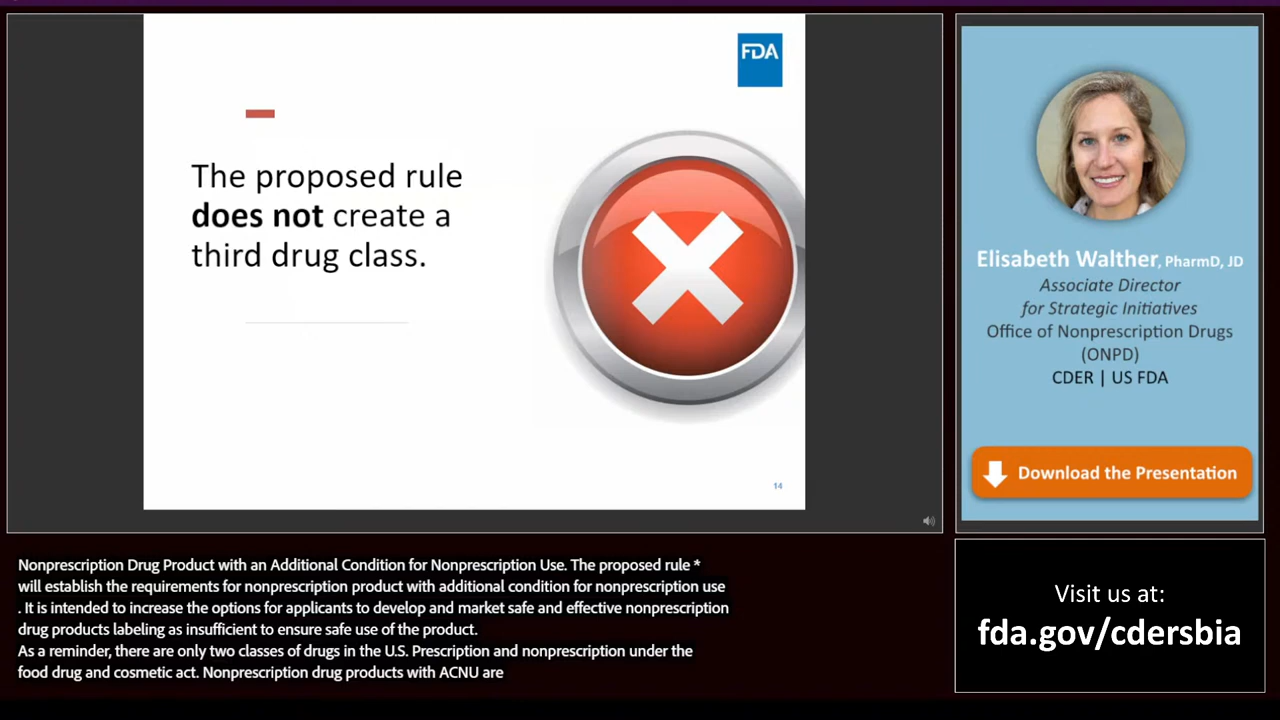 FDA
The proposed rule
does not create a
third drug class.
14
Elisabeth Walther, PharmD, JD
Associate Director
for Strategic Initiatives
Office of Nonprescription Drugs
(ONPD)
CDER | US FDA
Download the Presentation
Nonprescription Drug Product with an Additional Condition for Nonprescription Use. The proposed rule *
will establish the requirements for nonprescription product with additional condition for nonprescription use
. It is intended to increase the options for applicants to develop and market safe and effective nonprescription
drug products labeling as insufficient to ensure safe use of the product.
As a reminder, there are only two classes of drugs in the U.S. Prescription and nonprescription under the
food drug and cosmetic act. Nonprescription drug products with ACNU are
Visit us at:
fda.gov/cdersbia